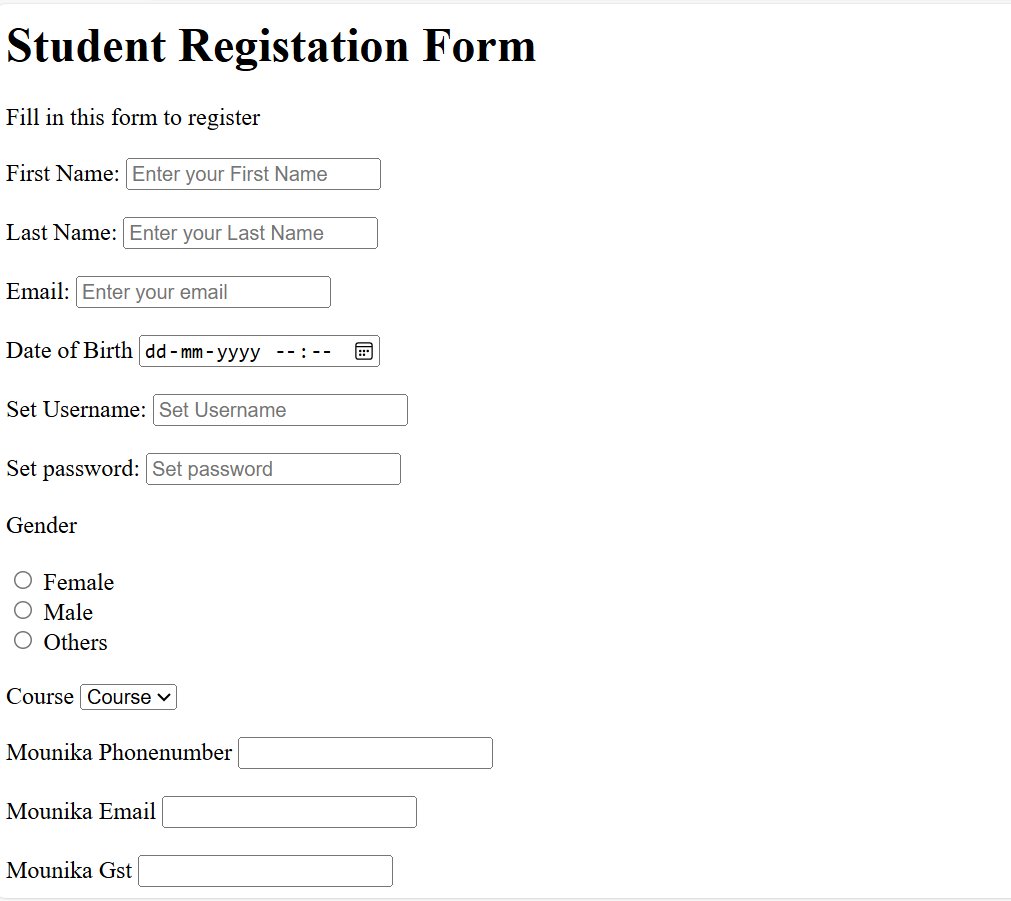 Student Registation Form
Fill in this form to register
First Name: Enter your First Name
Last Name: Enter your Last Name
Email: Enter your email
Date of Birth dd-mm-yyyy --:--
Set Username: Set Username
Set password: Set password
Gender
Female
Male
Others
Course Course
Mounika Phonenumber
Mounika Email
Mounika Gst